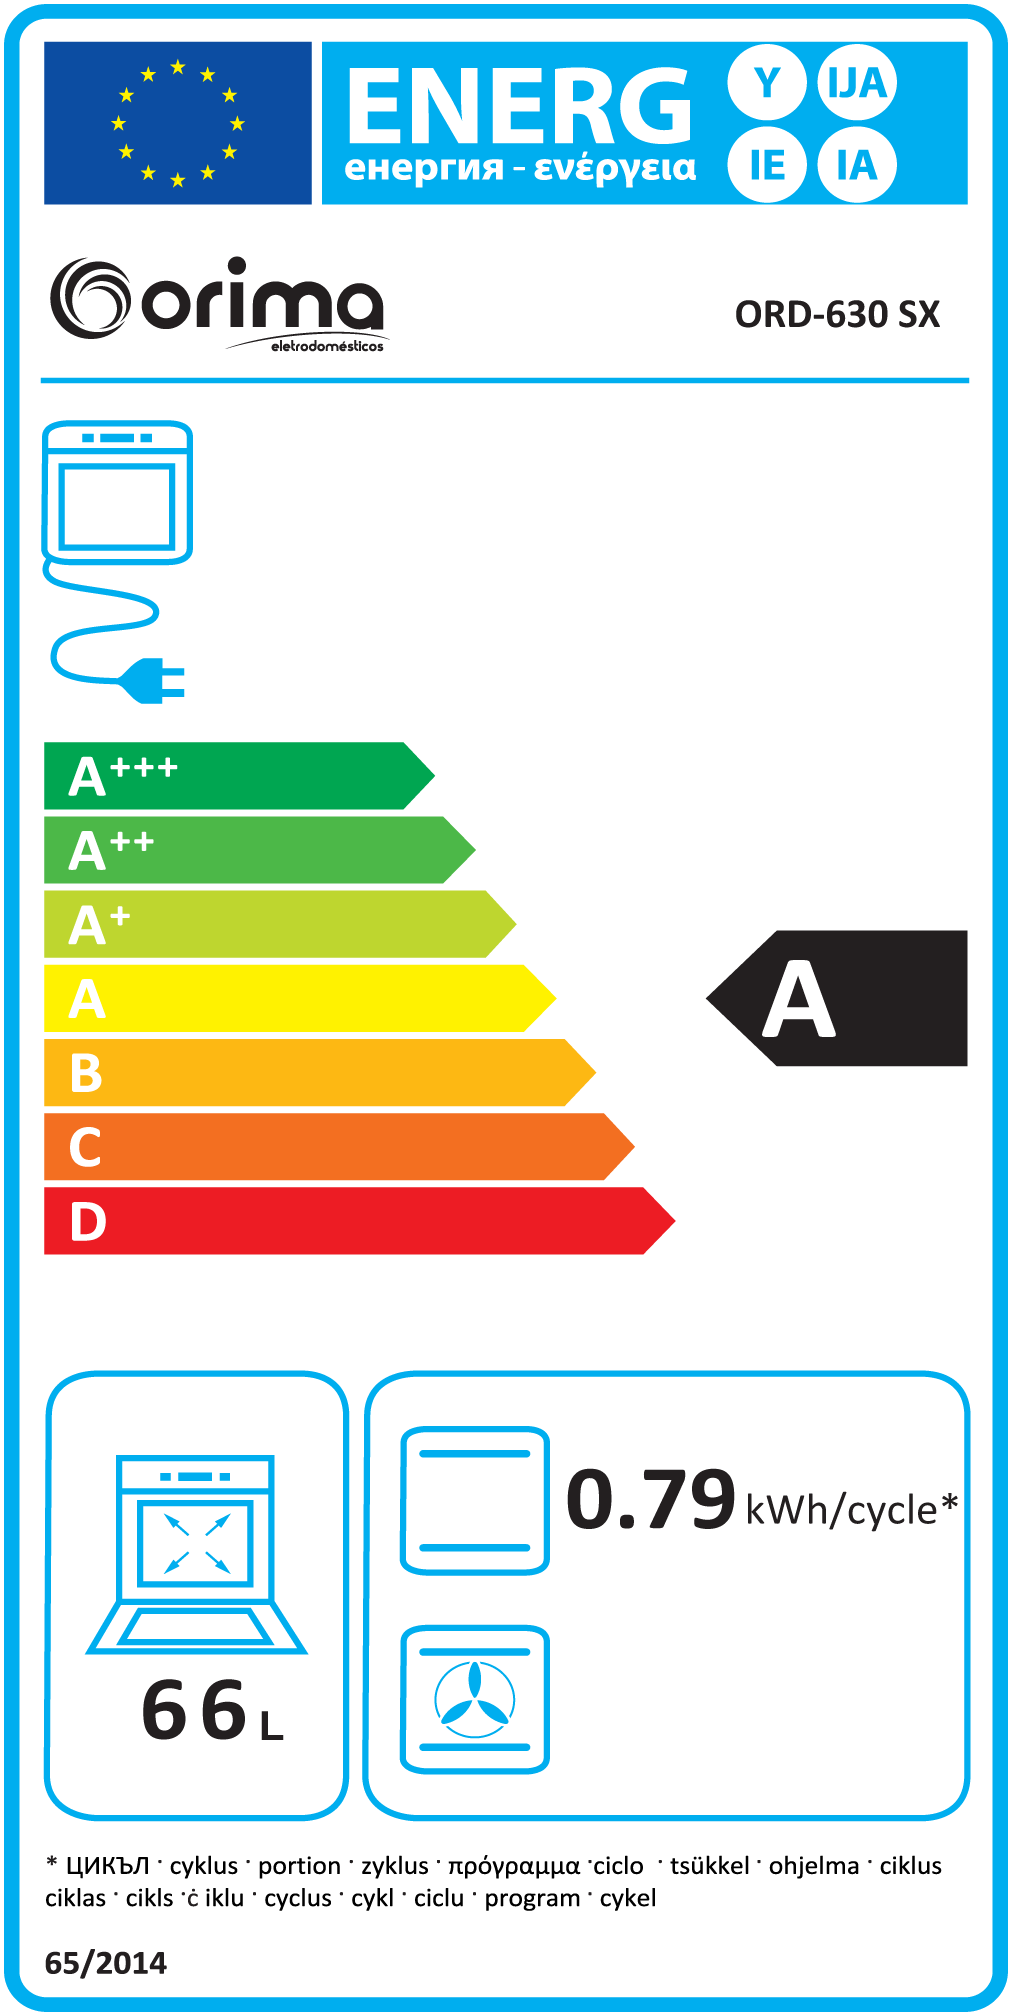 ENERG
енергия - ενέργεια
Y IJA
IE IA
orima
eletrodomésticos
ORD-630 SX
A+++
A++
A+
A
A
B
C
D
0.79 kWh/cycle*
66 L
* ЦИКЪЛ · cyklus · portion · zyklus · πρόγραμμα ·ciclo · tsükkel · ohjelma · ciklus
ciklas · cikls ·ċ iklu · cyclus · cykl · ciclu · program · cykel
65/2014